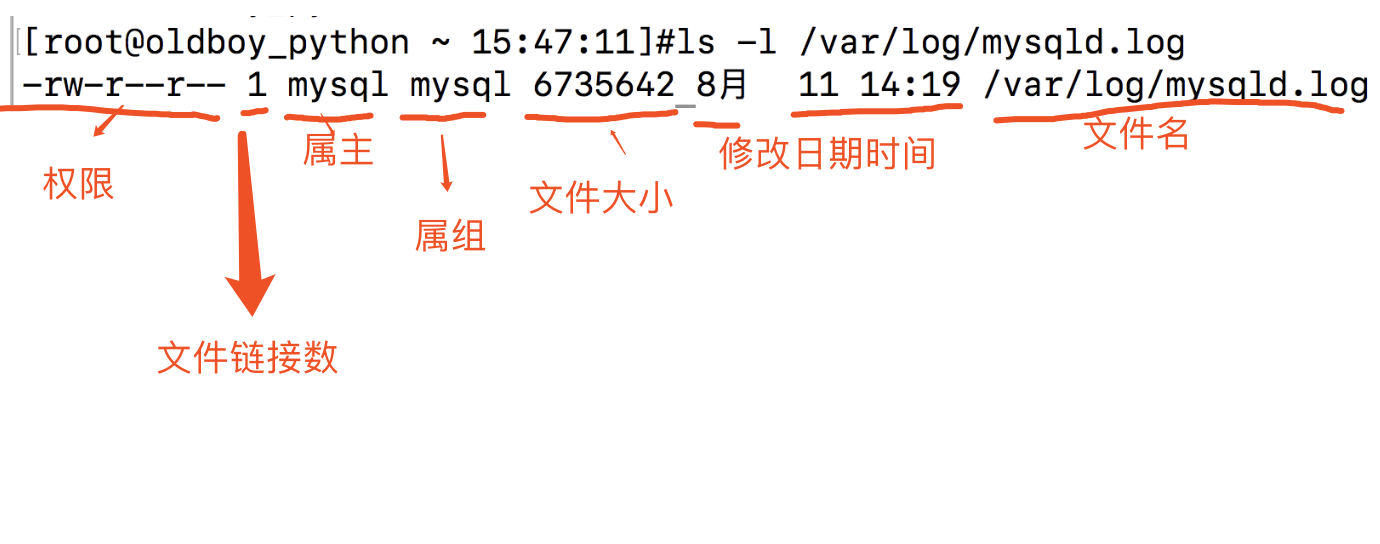 [root@oldboy_python ~ 15:47:11]#ls -l /var/log/mysqld.log
-rw-r--r-- 1 mysql mysql 6735642 8月 11 14:19 /var/log/mysqld.log
权限
属主
属组
文件大小
修改日期时间
文件名
文件链接数